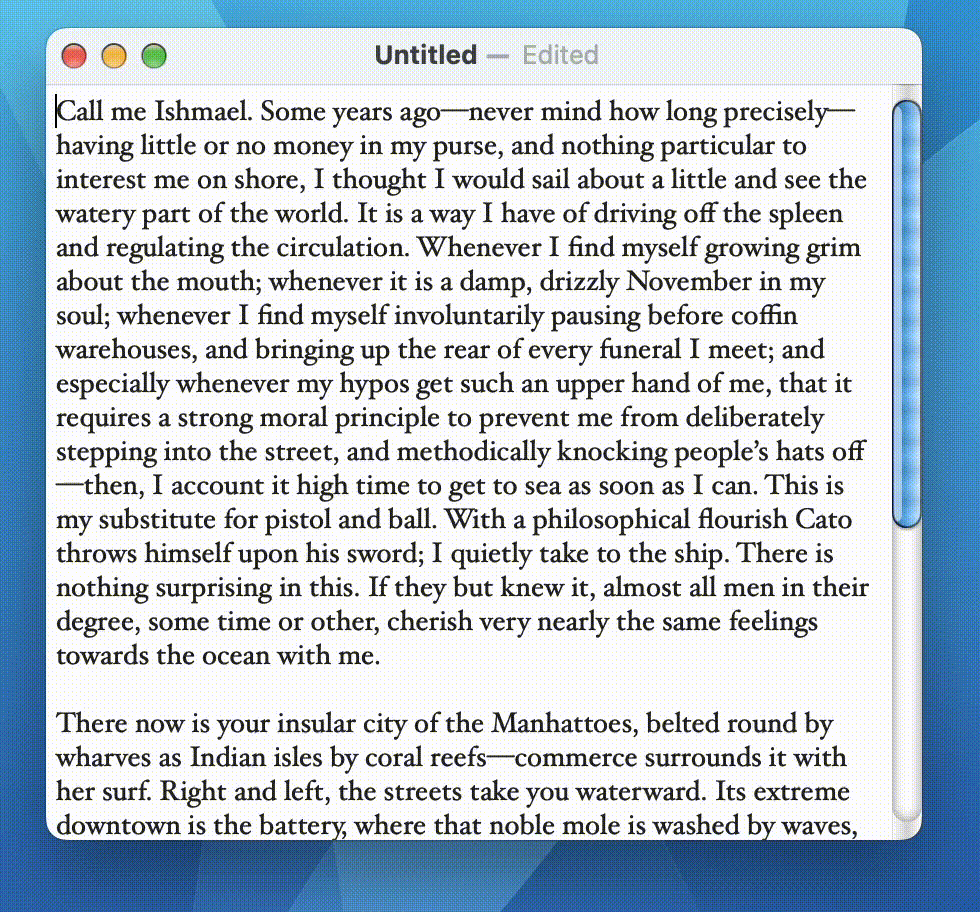 Untitled — Edited
Call me Ishmael. Some years ago—never mind how long precisely—
having little or no money in my purse, and nothing particular to
interest me on shore, I thought I would sail about a little and see the
watery part of the world. It is a way I have of driving off the spleen
and regulating the circulation. Whenever I find myself growing grim
about the mouth; whenever it is a damp, drizzly November in my
soul; whenever I find myself involuntarily pausing before coffin
warehouses, and bringing up the rear of every funeral I meet; and
especially whenever my hypos get such an upper hand of me, that it
requires a strong moral principle to prevent me from deliberately
stepping into the street, and methodically knocking people’s hats off
—then, I account it high time to get to sea as soon as I can. This is
my substitute for pistol and ball. With a philosophical flourish Cato
throws himself upon his sword; I quietly take to the ship. There is
nothing surprising in this. If they but knew it, almost all men in their
degree, some time or other, cherish very nearly the same feelings
towards the ocean with me.
There now is your insular city of the Manhattoes, belted round by
wharves as Indian isles by coral reefs—commerce surrounds it with
her surf. Right and left, the streets take you waterward. Its extreme
downtown is the battery, where that noble mole is washed by waves,